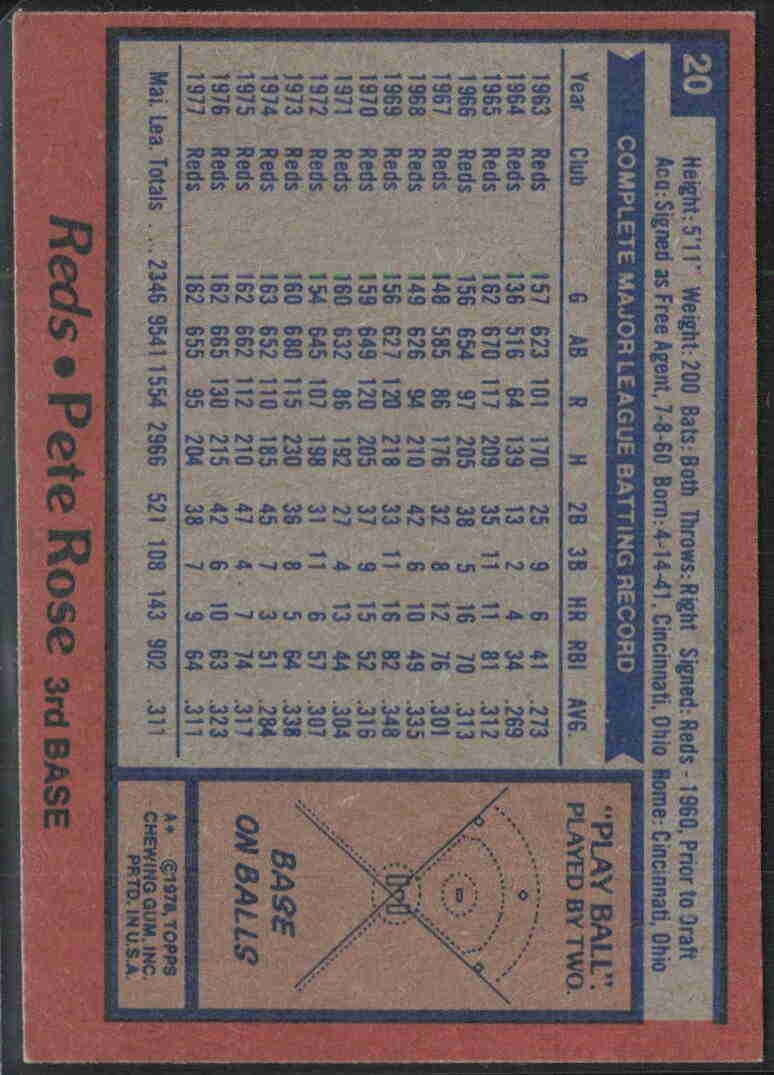 20
Height: 5'11" Weight: 200 Bats: Both Throws: Right Signed: Reds - 1960, Prior to Draft
Acq: Signed as Free Agent, 7-8-60 Born: 4-14-41, Cincinnati, Ohio Home: Cincinnati, Ohio
COMPLETE MAJOR LEAGUE BATTING RECORD
Year Club G AB R H 2B 3B HR RBI AVG.
1963 Reds 157 623 101 170 25 9 6 41 .273
1964 Reds 136 516 64 139 13 2 4 34 .269
1965 Reds 162 670 117 209 35 11 11 81 .312
1966 Reds 156 654 97 205 38 5 16 70 .313
1967 Reds 148 585 86 176 32 8 12 76 .301
1968 Reds 149 626 94 210 42 6 10 49 .335
1969 Reds 156 627 120 218 33 11 16 82 .348
1970 Reds 159 649 120 205 37 9 15 52 .316
1971 Reds 160 632 86 192 27 4 13 44 .304
1972 Reds 154 645 107 198 31 11 6 57 .307
1973 Reds 160 680 115 230 36 8 5 64 .338
1974 Reds 163 652 110 185 45 7 3 51 .284
1975 Reds 162 662 112 210 47 4 7 74 .317
1976 Reds 162 665 130 215 42 6 10 63 .323
1977 Reds 162 655 95 204 38 7 9 64 .311
Maj. Lea. Totals .... 2346 9541 1554 2966 521 108 143 902 .311
"PLAY BALL"
PLAYED BY TWO.
BASE
ON BALLS
A* ©1978, TOPPS
CHEWING GUM, INC.
PRTD. IN U.S.A.
Reds • Pete Rose 3rd BASE